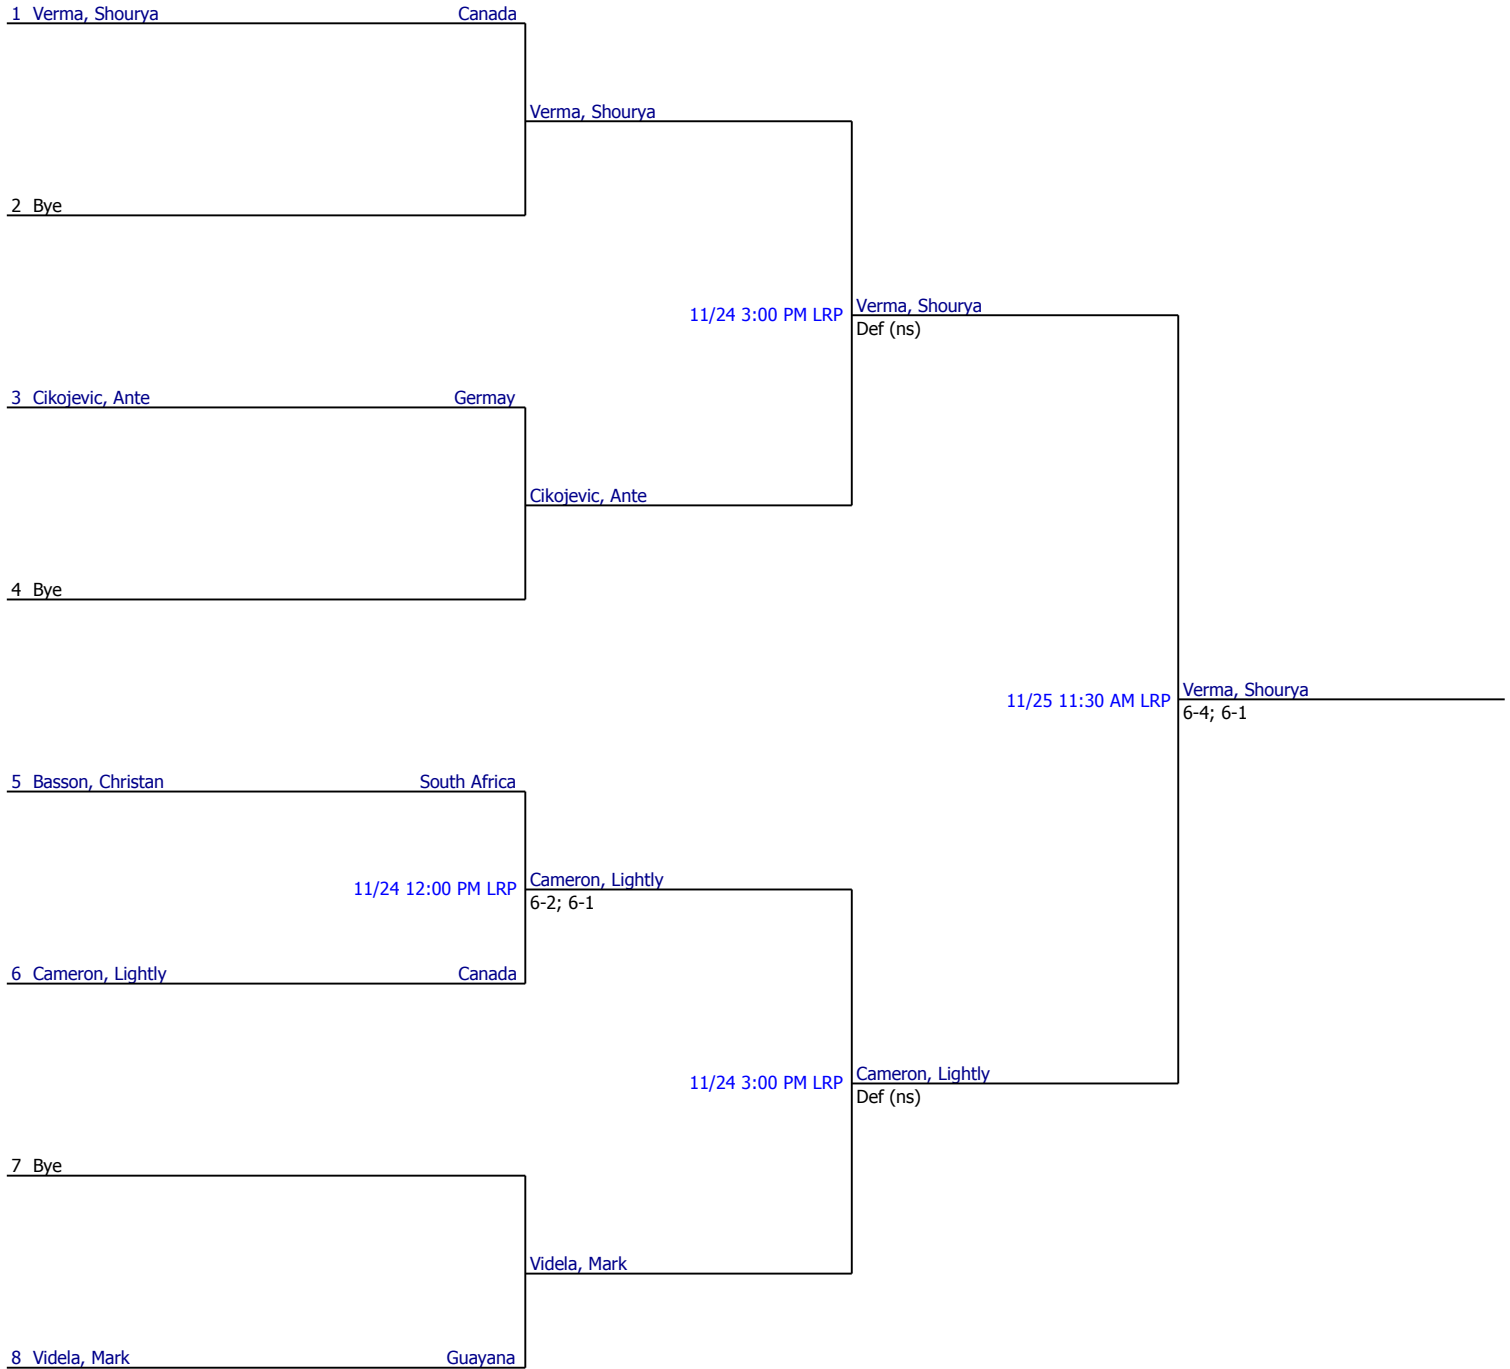 1 Verma, Shourya Canada
Verma, Shourya
2 Bye
Verma, Shourya
11/24 3:00 PM LRP
Def (ns)
3 Cikojevic, Ante Germay
Cikojevic, Ante
4 Bye
Verma, Shourya
11/25 11:30 AM LRP
6-4; 6-1
5 Basson, Christan South Africa
Cameron, Lightly
11/24 12:00 PM LRP
6-2; 6-1
6 Cameron, Lightly Canada
Cameron, Lightly
11/24 3:00 PM LRP
Def (ns)
7 Bye
Videla, Mark
8 Videla, Mark Guayana